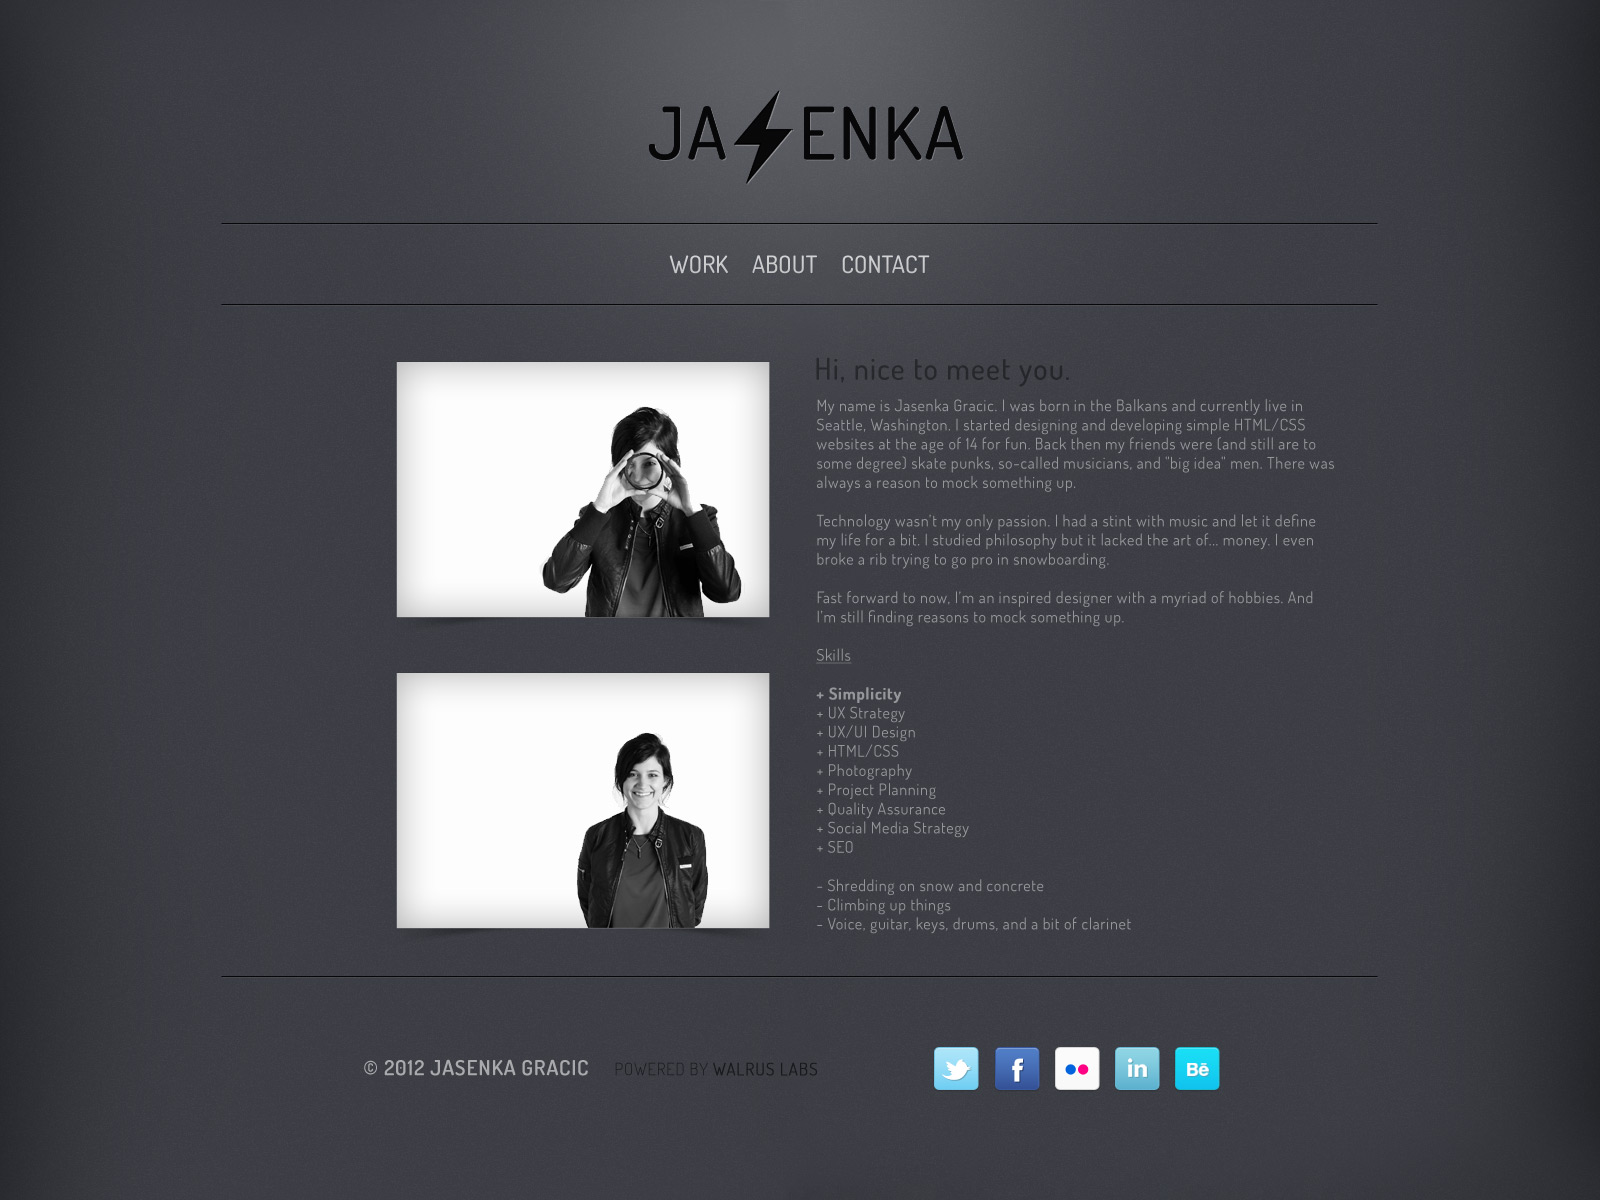 JASENKA
WORK ABOUT CONTACT
Hi, nice to meet you.
My name is Jasenka Gracic. I was born in the Balkans and currently live in
Seattle, Washington. I started designing and developing simple HTML/CSS
websites at the age of 14 for fun. Back then my friends were (and still are to
some degree) skate punks, so-called musicians, and "big idea" men. There was
always a reason to mock something up.
Technology wasn't my only passion. I had a stint with music and let it define
my life for a bit. I studied philosophy but it lacked the art of... money. I even
broke a rib trying to go pro in snowboarding.
Fast forward to now, I'm an inspired designer with a myriad of hobbies. And
I'm still finding reasons to mock something up.
Skills
+ Simplicity
+ UX Strategy
+ UX/UI Design
+ HTML/CSS
+ Photography
+ Project Planning
+ Quality Assurance
+ Social Media Strategy
+ SEO
- Shredding on snow and concrete
- Climbing up things
- Voice, guitar, keys, drums, and a bit of clarinet
© 2012 JASENKA GRACIC POWERED BY WALRUS LABS
f in Bē